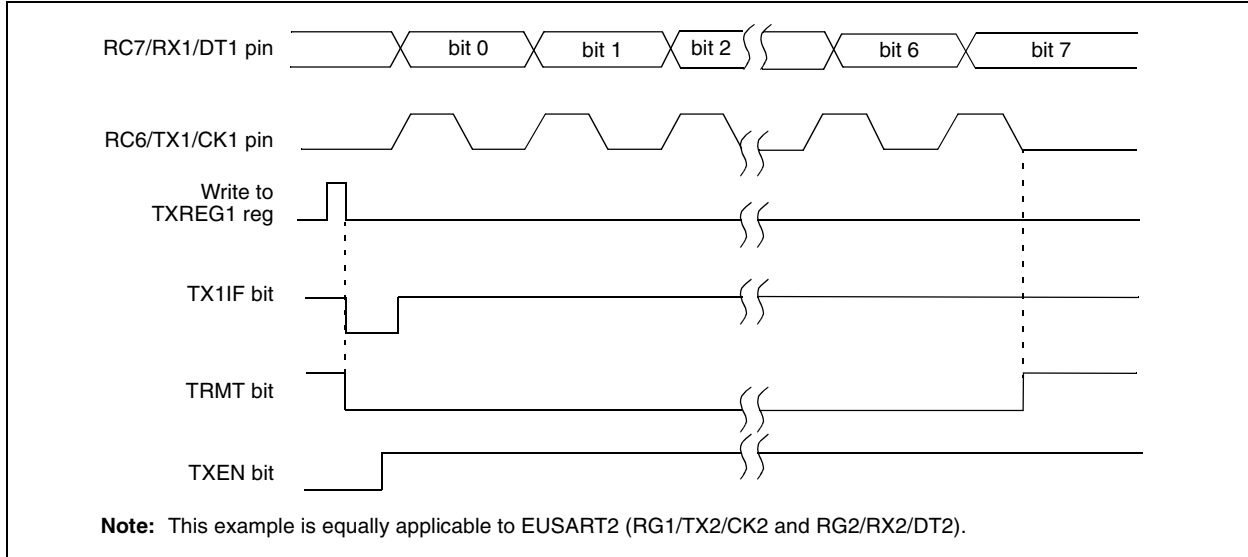 RC7/RX1/DT1 pin
bit 0
bit 1
bit 2
bit 6
bit 7
RC6/TX1/CK1 pin
Write to
TXREG1 reg
TX1IF bit
TRMT bit
TXEN bit
Note: This example is equally applicable to EUSART2 (RG1/TX2/CK2 and RG2/RX2/DT2).